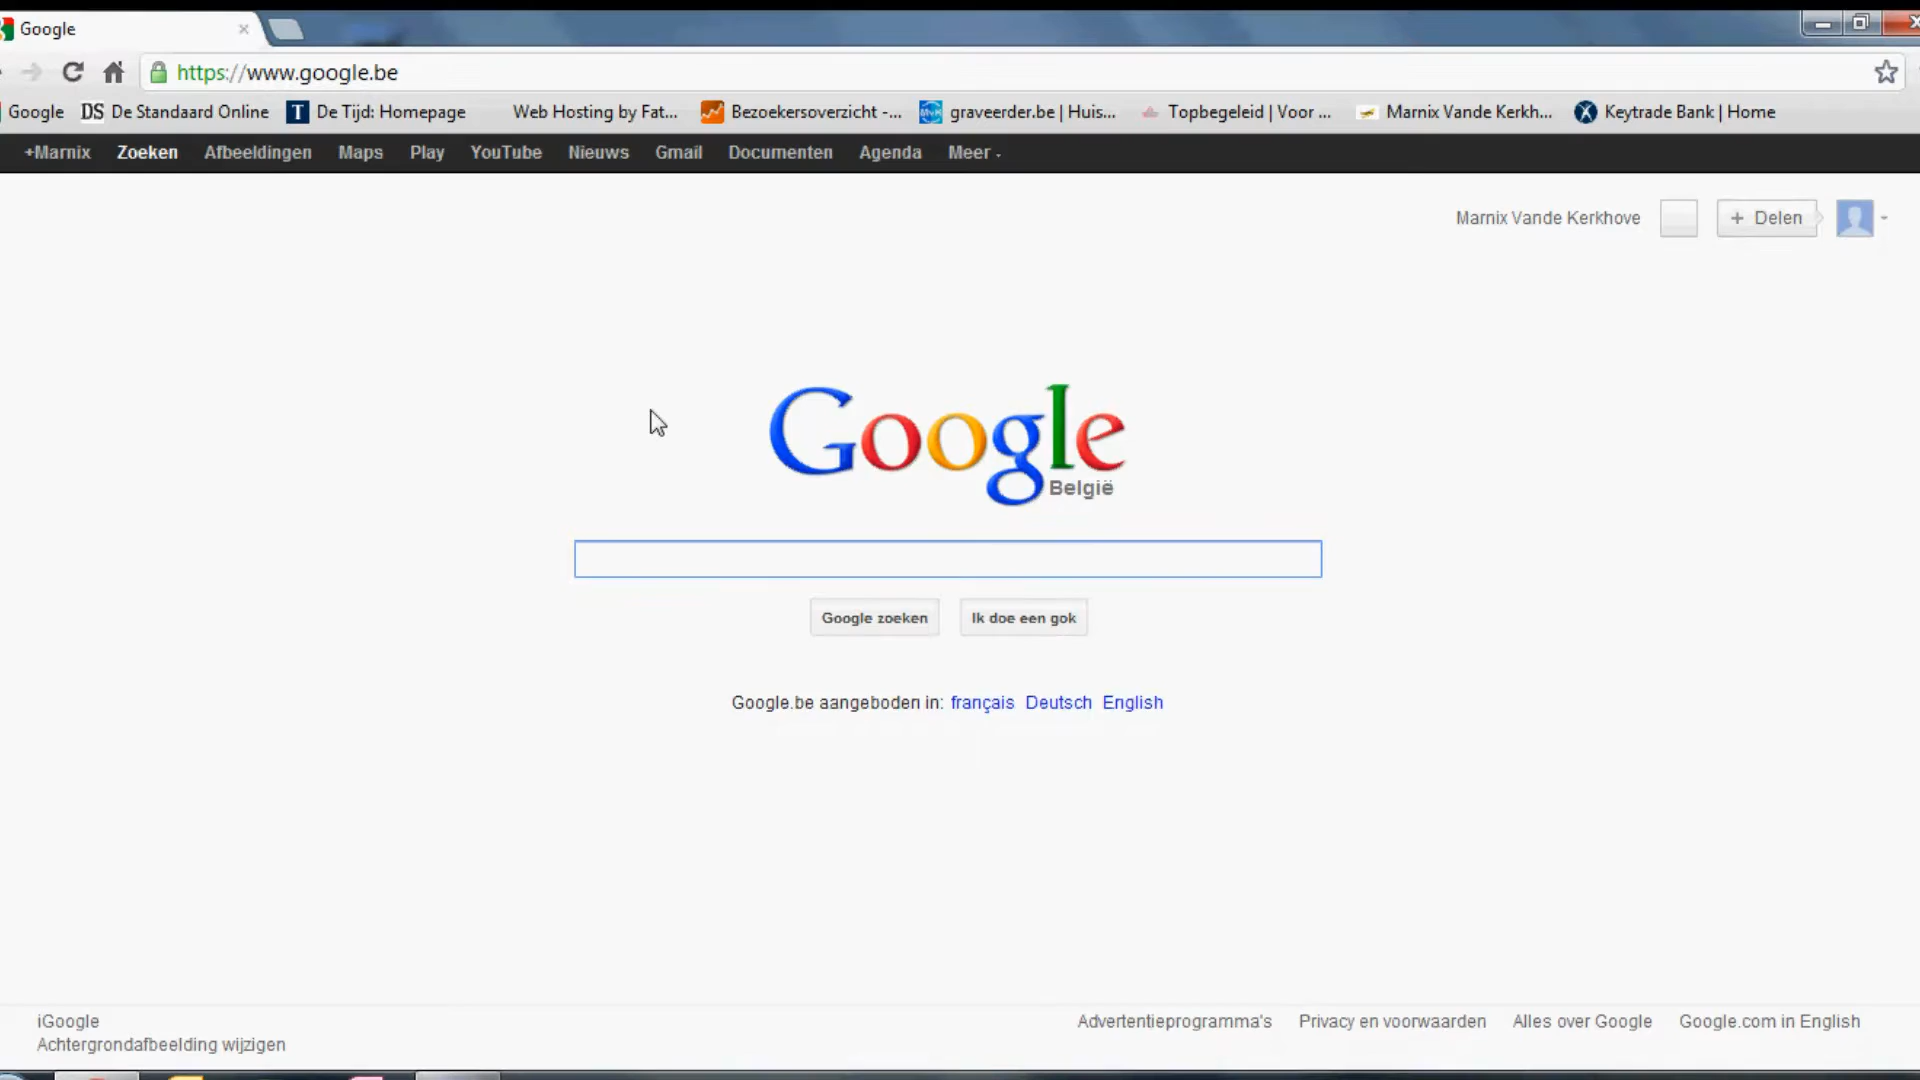 Google
https://www.google.be
Google DS De Standaard Online T De Tijd: Homepage Web Hosting by Fat... Bezoekersoverzicht -... graveerder.be | Huis... Topbegeleid | Voor ... Marnix Vande Kerkh... Keytrade Bank | Home
+Marnix Zoeken Afbeeldingen Maps Play YouTube Nieuws Gmail Documenten Agenda Meer
Marnix Vande Kerkhove + Delen
Google
België
Google zoeken Ik doe een gok
Google.be aangeboden in: français Deutsch English
iGoogle Advertentieprogramma's Privacy en voorwaarden Alles over Google Google.com in English
Achtergrondafbeelding wijzigen